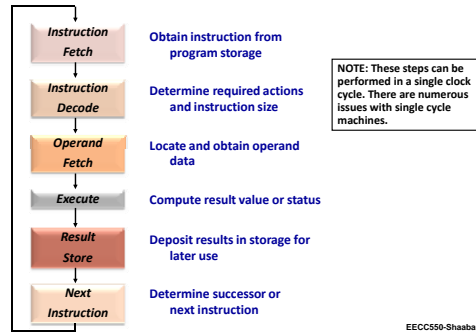 Instruction
Fetch
Obtain instruction from
program storage
Instruction
Decode
Determine required actions
and instruction size
Operand
Fetch
Locate and obtain operand
data
Execute
Compute result value or status
Result
Store
Deposit results in storage for
later use
Next
Instruction
Determine successor or
next instruction
NOTE: These steps can be
performed in a single clock
cycle. There are numerous
issues with single cycle
machines.
EECC550-Shaaba